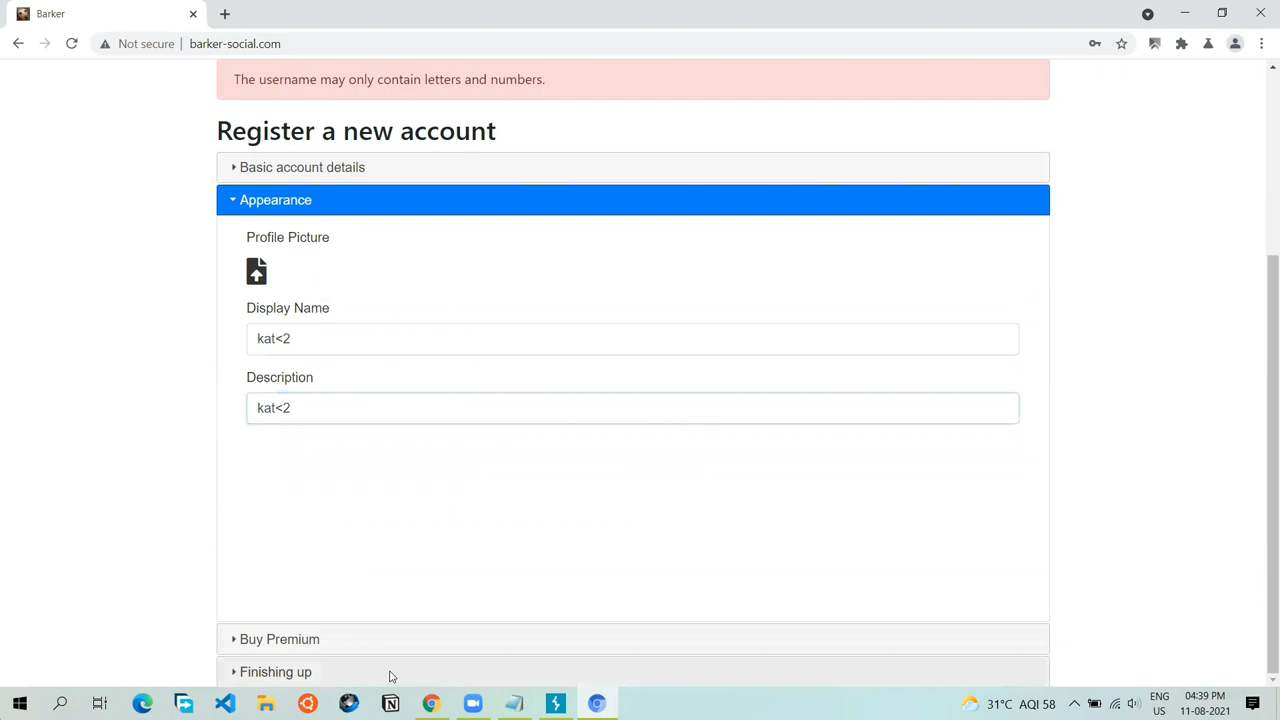 Barker
Not secure
barker-social.com
The username may only contain letters and numbers.
Register a new account
Basic account details
Appearance
Profile Picture
Display Name
kat<2
Description
kat<2
Buy Premium
Finishing up
31°C AQI 58
ENG
US
04:39 PM
11-08-2021